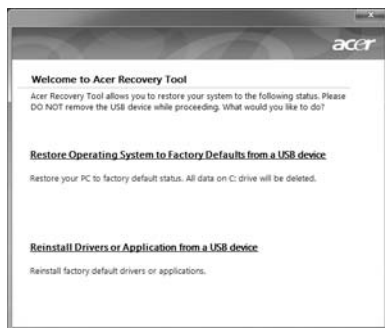 acer
Welcome to Acer Recovery Tool
Acer Recovery Tool allows you to restore your system to the following status. Please
DO NOT remove the USB device while proceeding. What would you like to do?
Restore Operating System to Factory Defaults from a USB device
Restore your PC to factory default status. All data on C: drive will be deleted.
Reinstall Drivers or Application from a USB device
Reinstall factory default drivers or applications.